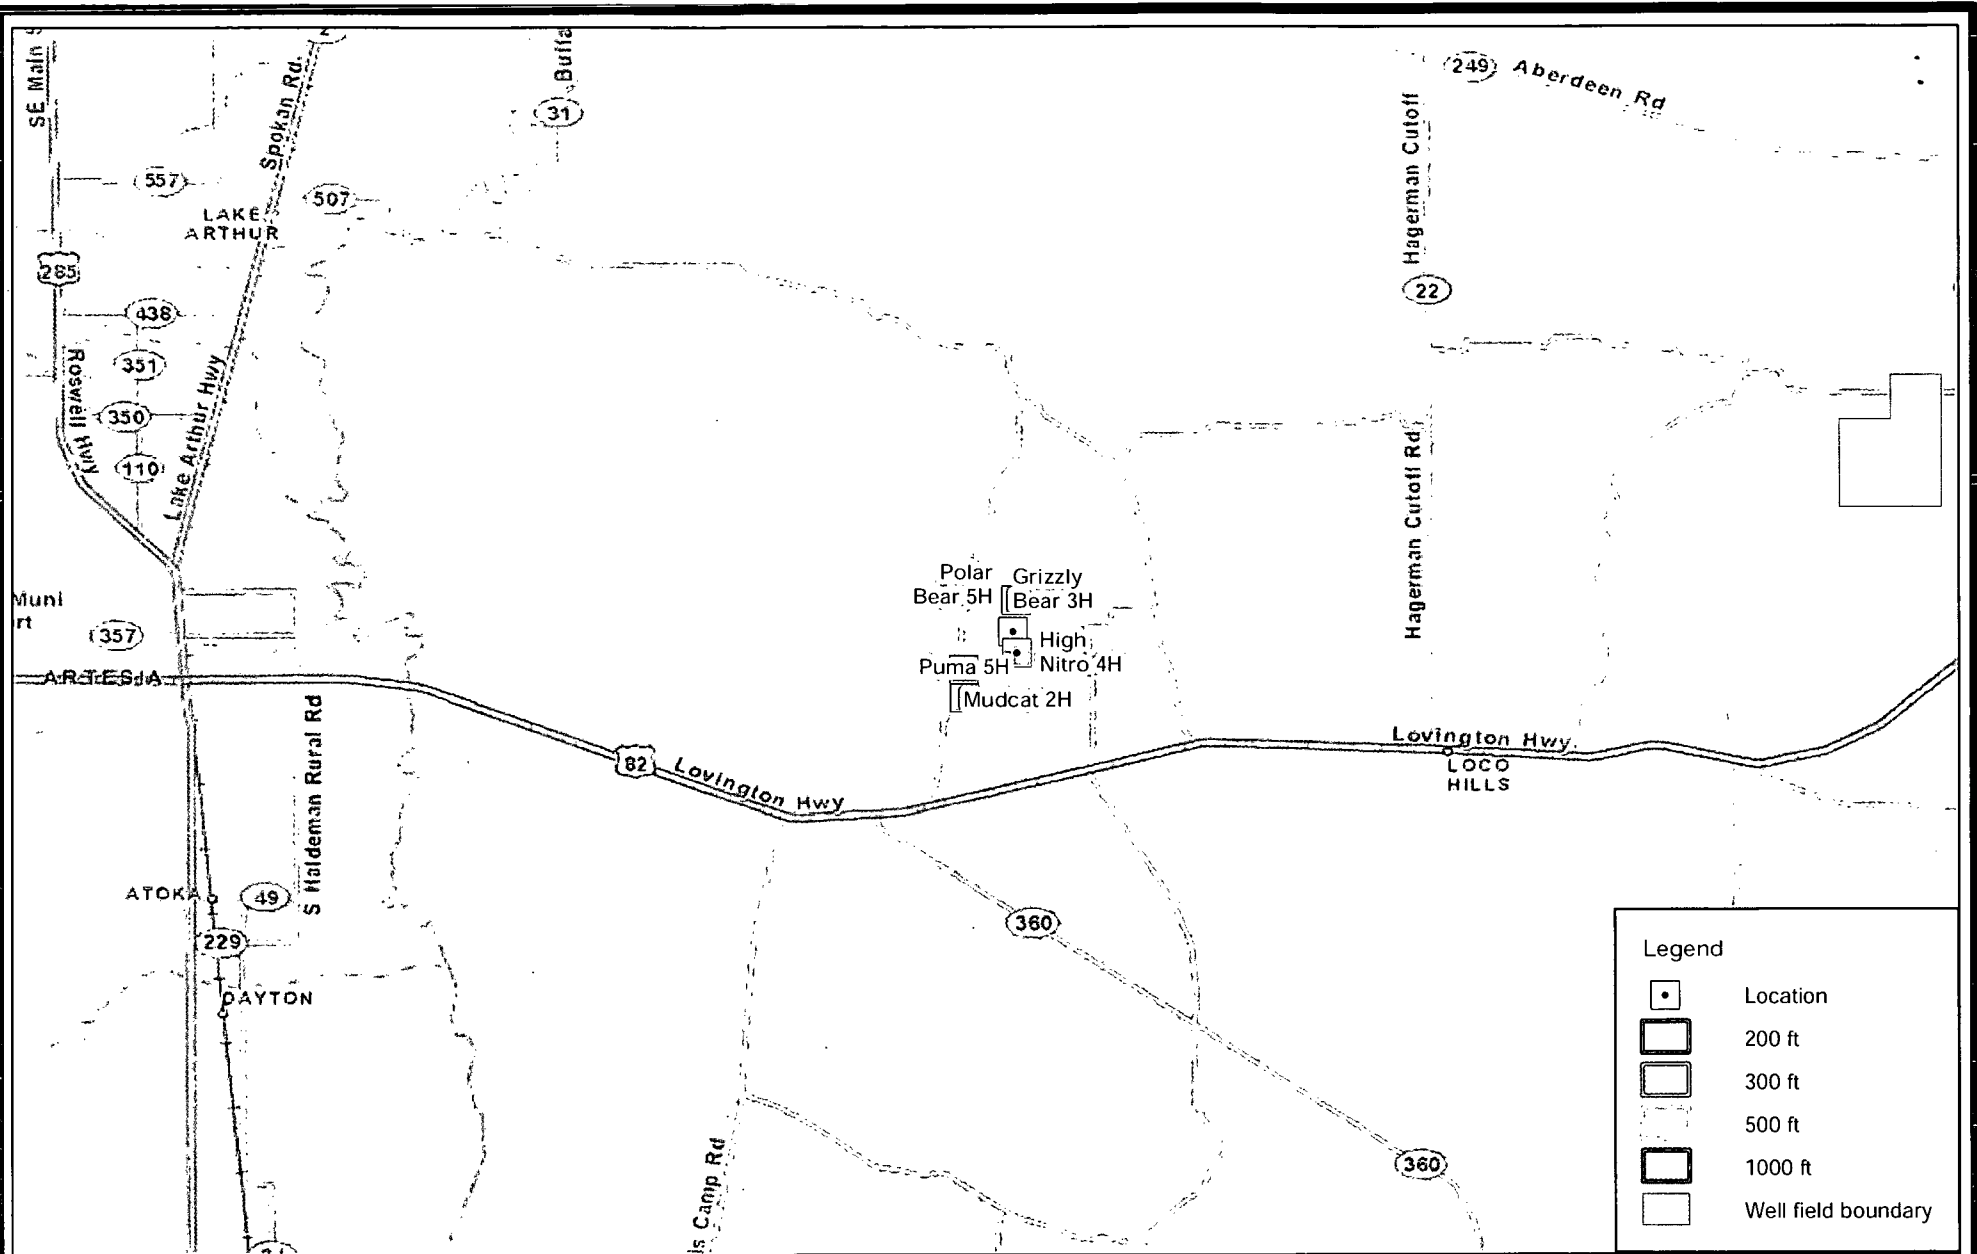 SE Main S
Spokan Rd.
Buffa
31
249
Aberdeen Rd
Hagerman Cutoff
557
507
LAKE
ARTHUR
285
22
438
351
Roswell Hwy
Lake Arthur Hwy
350
110
Hagerman Cutoff Rd
Polar
Bear 5H
Grizzly
Bear 3H
Muni
rt
357
High
Nitro 4H
Puma 5H
ARTESIA
Mudcat 2H
S Haldeman Rural Rd
82
Lovington Hwy
Lovington Hwy.
LOCO
HILLS
ATOKA
49
229
360
DAYTON
360
ls Camp Rd
Legend
Location
200 ft
300 ft
500 ft
1000 ft
Well field boundary